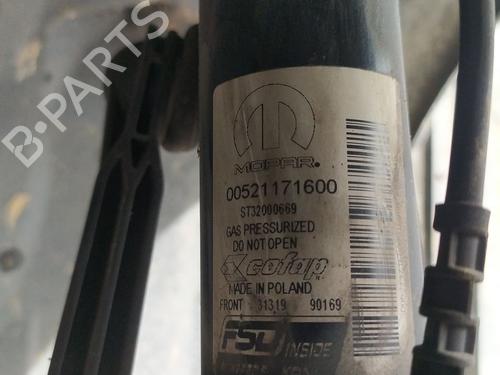 B-PARTS
MOPAR®
00521171600
ST32000669
GAS PRESSURIZED
DO NOT OPEN
cofap
MADE IN POLAND
FRONT 31319 90169
FSD INSIDE